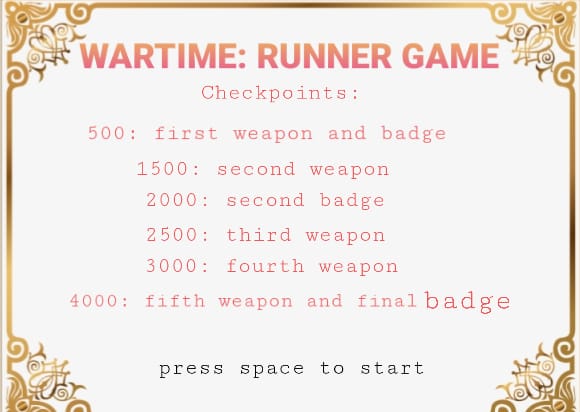 WARTIME: RUNNER GAME
Checkpoints:
500: first weapon and badge
1500: second weapon
2000: second badge
2500: third weapon
3000: fourth weapon
4000: fifth weapon and final badge
press space to start